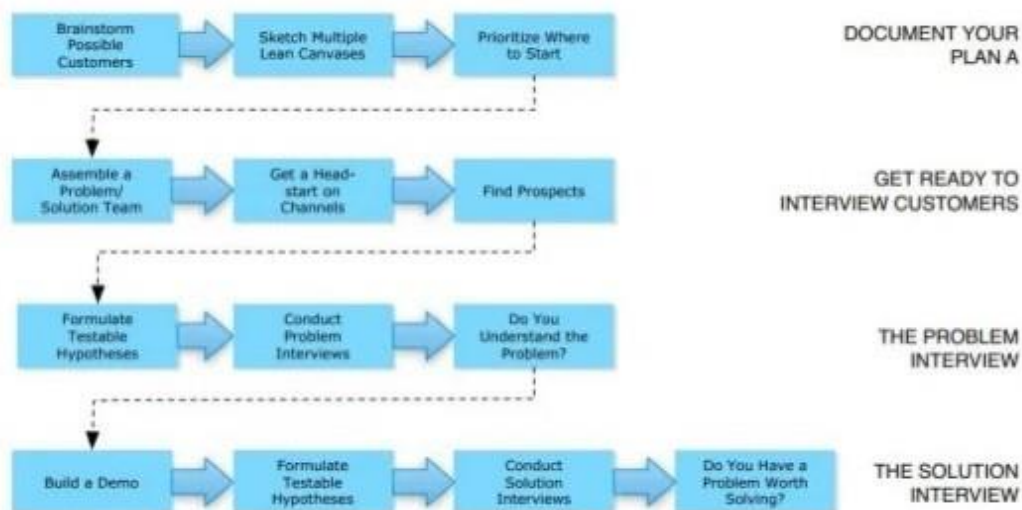 Brainstorm
Possible
Customers
Sketch Multiple
Lean Canvases
Prioritize Where
to Start
DOCUMENT YOUR
PLAN A
Assemble a
Problem/
Solution Team
Get a Head-
start on
Channels
Find Prospects
GET READY TO
INTERVIEW CUSTOMERS
Formulate
Testable
Hypotheses
Conduct
Problem
Interviews
Do You
Understand the
Problem?
THE PROBLEM
INTERVIEW
Build a Demo
Formulate
Testable
Hypotheses
Conduct
Solution
Interviews
Do You Have a
Problem Worth
Solving?
THE SOLUTION
INTERVIEW